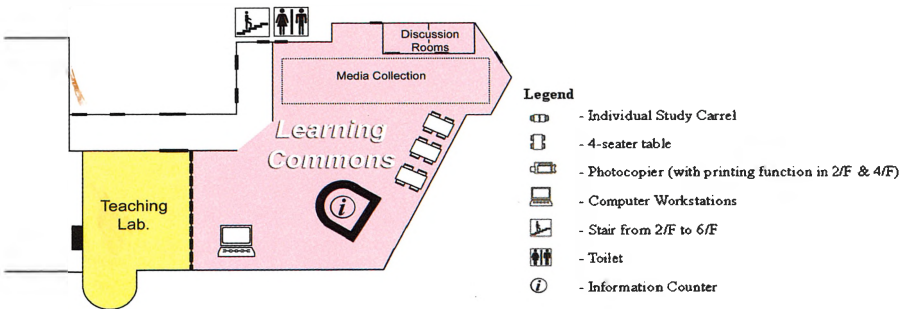 Discussion
Rooms
Media Collection
Learning
Commons
Teaching
Lab.
i
Legend
- Individual Study Carrel
- 4-seater table
- Photocopier (with printing function in 2/F & 4/F)
- Computer Workstations
- Stair from 2/F to 6/F
- Toilet
i - Information Counter